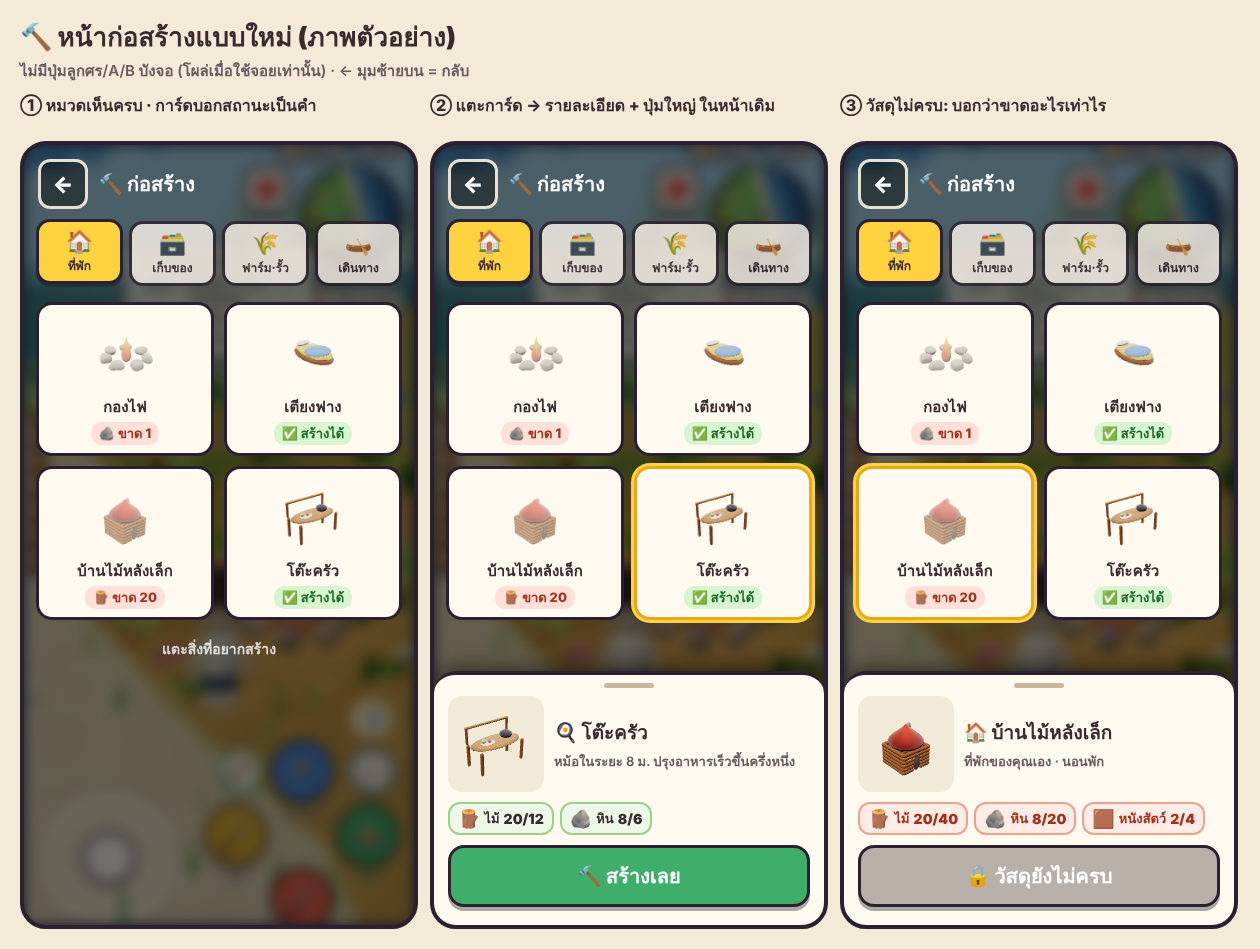 🔨 หน้าก่อสร้างแบบใหม่ (ภาพตัวอย่าง)
ไม่มีปุ่มลูกศร/A/B บังจอ (โผล่เมื่อใช้จอยเท่านั้น) · ← มุมซ้ายบน = กลับ
① หมวดเห็นครบ · การ์ดบอกสถานะเป็นคำ
← 🔨 ก่อสร้าง
ที่พัก เก็บของ ฟาร์ม·รั้ว เดินทาง
กองไฟ เตียงฟาง
ขาด 1 ✅ สร้างได้
บ้านไม้หลังเล็ก โต๊ะครัว
ขาด 20 ✅ สร้างได้
แตะสิ่งที่อยากสร้าง
② แตะการ์ด → รายละเอียด + ปุ่มใหญ่ ในหน้าเดิม
← 🔨 ก่อสร้าง
ที่พัก เก็บของ ฟาร์ม·รั้ว เดินทาง
กองไฟ เตียงฟาง
ขาด 1 ✅ สร้างได้
บ้านไม้หลังเล็ก โต๊ะครัว
ขาด 20 ✅ สร้างได้
🍳 โต๊ะครัว
หม้อในระยะ 8 ม. ปรุงอาหารเร็วขึ้นครึ่งหนึ่ง
ไม้ 20/12 หิน 8/6
🔨 สร้างเลย
③ วัสดุไม่ครบ: บอกว่าขาดอะไรเท่าไร
← 🔨 ก่อสร้าง
ที่พัก เก็บของ ฟาร์ม·รั้ว เดินทาง
กองไฟ เตียงฟาง
ขาด 1 ✅ สร้างได้
บ้านไม้หลังเล็ก โต๊ะครัว
ขาด 20 ✅ สร้างได้
🏠 บ้านไม้หลังเล็ก
ที่พักของคุณเอง · นอนพัก
ไม้ 20/40 หิน 8/20 หนังสัตว์ 2/4
🔒 วัสดุยังไม่ครบ